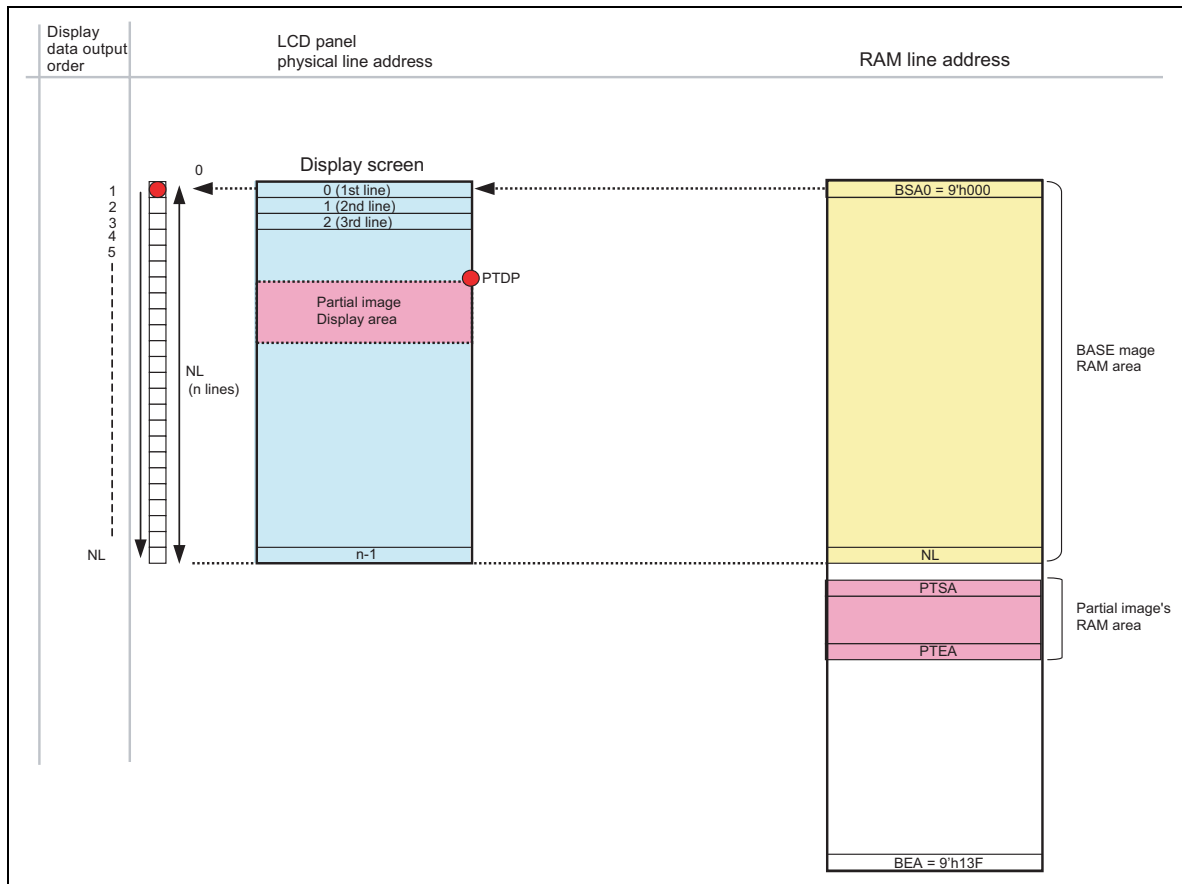 Display
data output
order
LCD panel
physical line address
RAM line address
0
Display screen
1
2
3
4
5
NL
NL
(n lines)
0 (1st line)
1 (2nd line)
2 (3rd line)
PTDP
Partial image
Display area
n-1
BSA0 = 9'h000
BASE mage
RAM area
NL
PTSA
PTEA
Partial image's
RAM area
BEA = 9'h13F